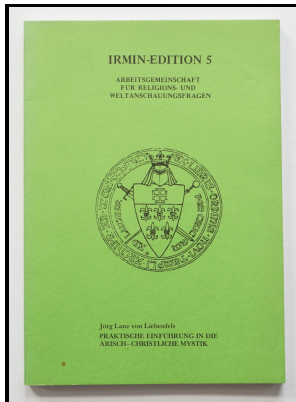 IRMIN-EDITION 5
ARBEITSGEMEINSCHAFT
FÜR RELIGIONS- UND
WELTANSCHAUUNGSFRAGEN
Jörg Lanz von Liebenfels
PRAKTISCHE EINFÜHRUNG IN DIE
ARISCH–CHRISTLICHE MYSTIK